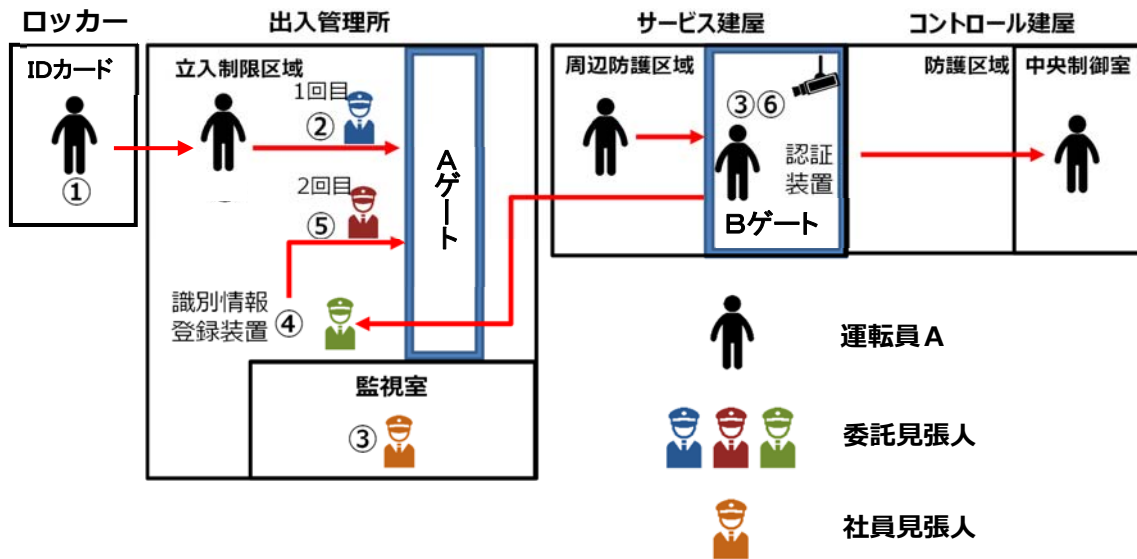 ロッカー
出入管理所
サービス建屋
コントロール建屋
IDカード
①
立入制限区域
1回目
②
2回目
⑤
識別情報
登録装置
④
Aゲート
監視室
③
周辺防護区域
③⑥
認証
装置
Bゲート
防護区域
中央制御室
運転員A
委託見張人
社員見張人